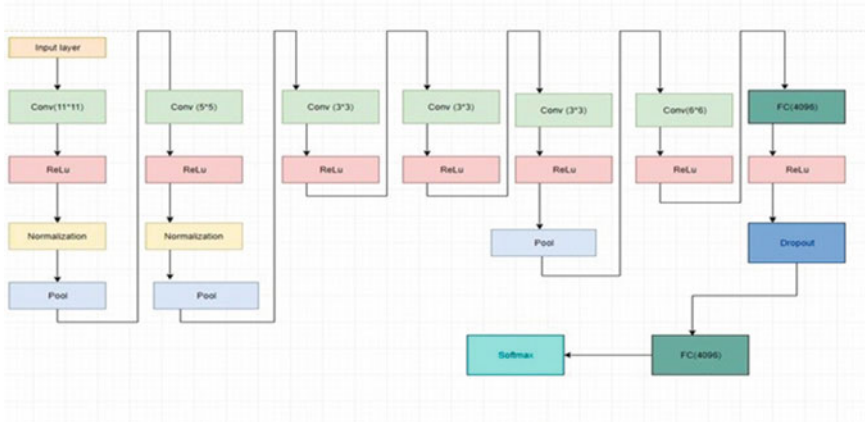 Input layer
Conv(11*11)
ReLu
Normalization
Pool
Conv (5*5)
ReLu
Normalization
Pool
Conv (3*3)
ReLu
Conv (3*3)
ReLu
Conv (3*3)
ReLu
Pool
Conv(6*6)
ReLu
FC(4096)
ReLu
Dropout
FC(4096)
Softmax